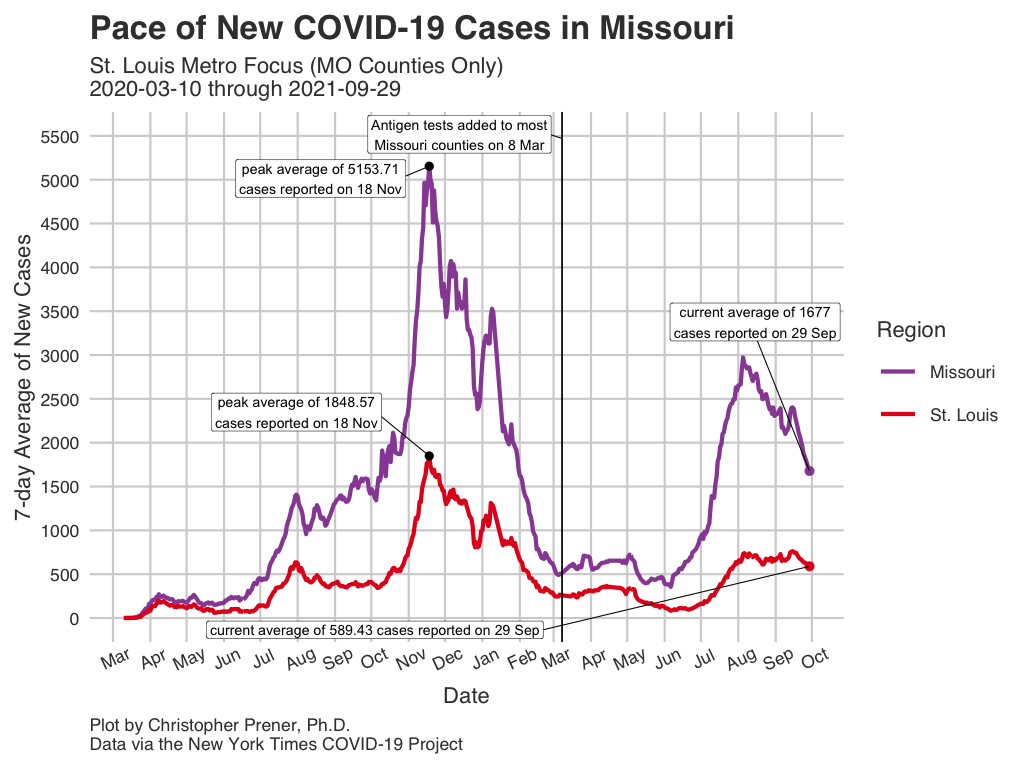 Pace of New COVID-19 Cases in Missouri
St. Louis Metro Focus (MO Counties Only)
2020-03-10 through 2021-09-29
Antigen tests added to most
Missouri counties on 8 Mar
peak average of 5153.71
cases reported on 18 Nov
current average of 1677
cases reported on 29 Sep
peak average of 1848.57
cases reported on 18 Nov
current average of 589.43 cases reported on 29 Sep
7-day Average of New Cases
5500
5000
4500
4000
3500
3000
2500
2000
1500
1000
500
0
Mar Apr May Jun Jul Aug Sep Oct Nov Dec Jan Feb Mar Apr May Jun Jul Aug Sep Oct
Date
Region
Missouri
St. Louis
Plot by Christopher Prener, Ph.D.
Data via the New York Times COVID-19 Project